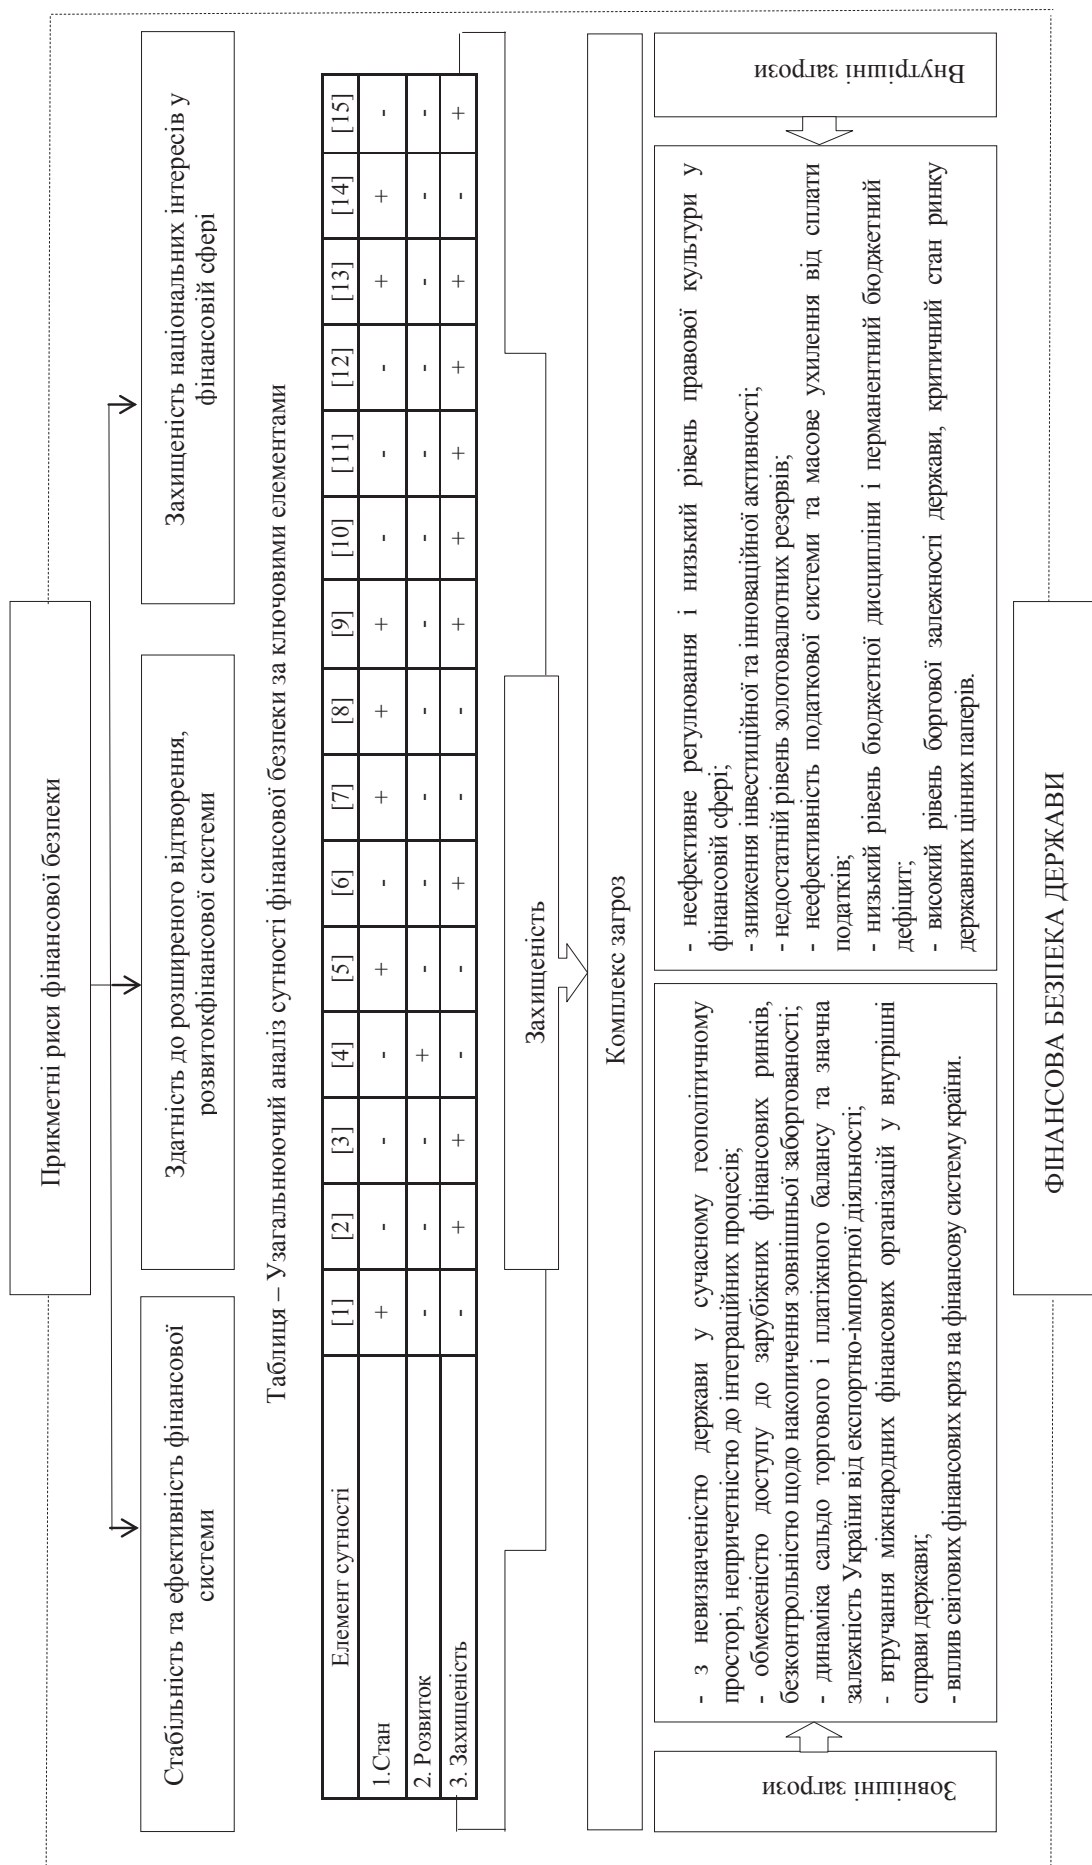 Прикметні риси фінансової безпеки
Стабільність та ефективність фінансової
системи
Здатність до розширеного відтворення,
розвитокфінансової системи
Захищеність національних інтересів у
фінансовій сфері
Таблиця – Узагальнюючий аналіз сутності фінансової безпеки за ключовими елементами
Елемент сутності [1] [2] [3] [4] [5] [6] [7] [8] [9] [10] [11] [12] [13] [14] [15]
1.Стан + - - - + - + + + - - - + + -
2. Розвиток - - - + - - - - - - - - - - -
3. Захищеність - + + - - + - - + + + + + - +
Захищеність
Комплекс загроз
Зовнішні загрози
- з невизначеністю держави у сучасному геополітичному
просторі, непричетністю до інтеграційних процесів;
- обмеженістю доступу до зарубіжних фінансових ринків,
безконтрольністю щодо накопичення зовнішньої заборгованості;
- динаміка сальдо торгового і платіжного балансу та значна
залежність України від експортно-імпортної діяльності;
- втручання міжнародних фінансових організацій у внутрішні
справи держави;
- вплив світових фінансових криз на фінансову систему країни.
- неефективне регулювання і низький рівень правової культури у
фінансовій сфері;
- зниження інвестиційної та інноваційної активності;
- недостатній рівень золотовалютних резервів;
- неефективність податкової системи та масове ухилення від сплати
податків;
- низький рівень бюджетної дисципліни і перманентний бюджетний
дефіцит;
- високий рівень боргової залежності держави, критичний стан ринку
державних цінних паперів.
Внутрішні загрози
ФІНАНСОВА БЕЗПЕКА ДЕРЖАВИ